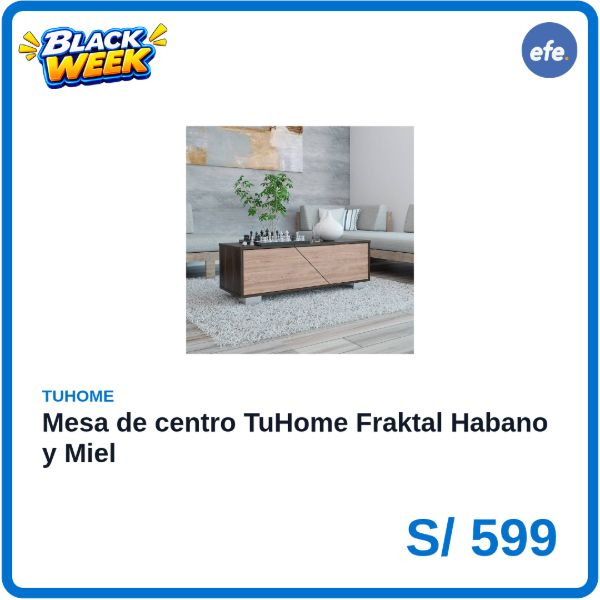 BLACK
WEEK
efe.
TUHOME
Mesa de centro TuHome Fraktal Habano
y Miel
S/ 599